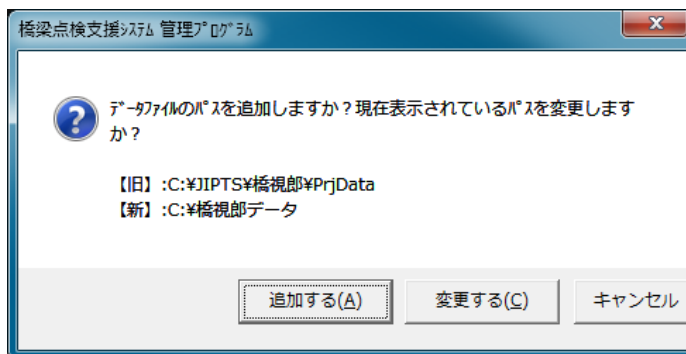 橋梁点検支援ｼｽﾃﾑ 管理ﾌﾟﾛｸﾞﾗﾑ
ﾃﾞｰﾀﾌｧｲﾙのﾊﾟｽを追加しますか？現在表示されているﾊﾟｽを変更します
か？
【旧】:C:¥JIPTS¥橋視郎¥PrjData
【新】:C:¥橋視郎データ
追加する(A) 変更する(C) キャンセル